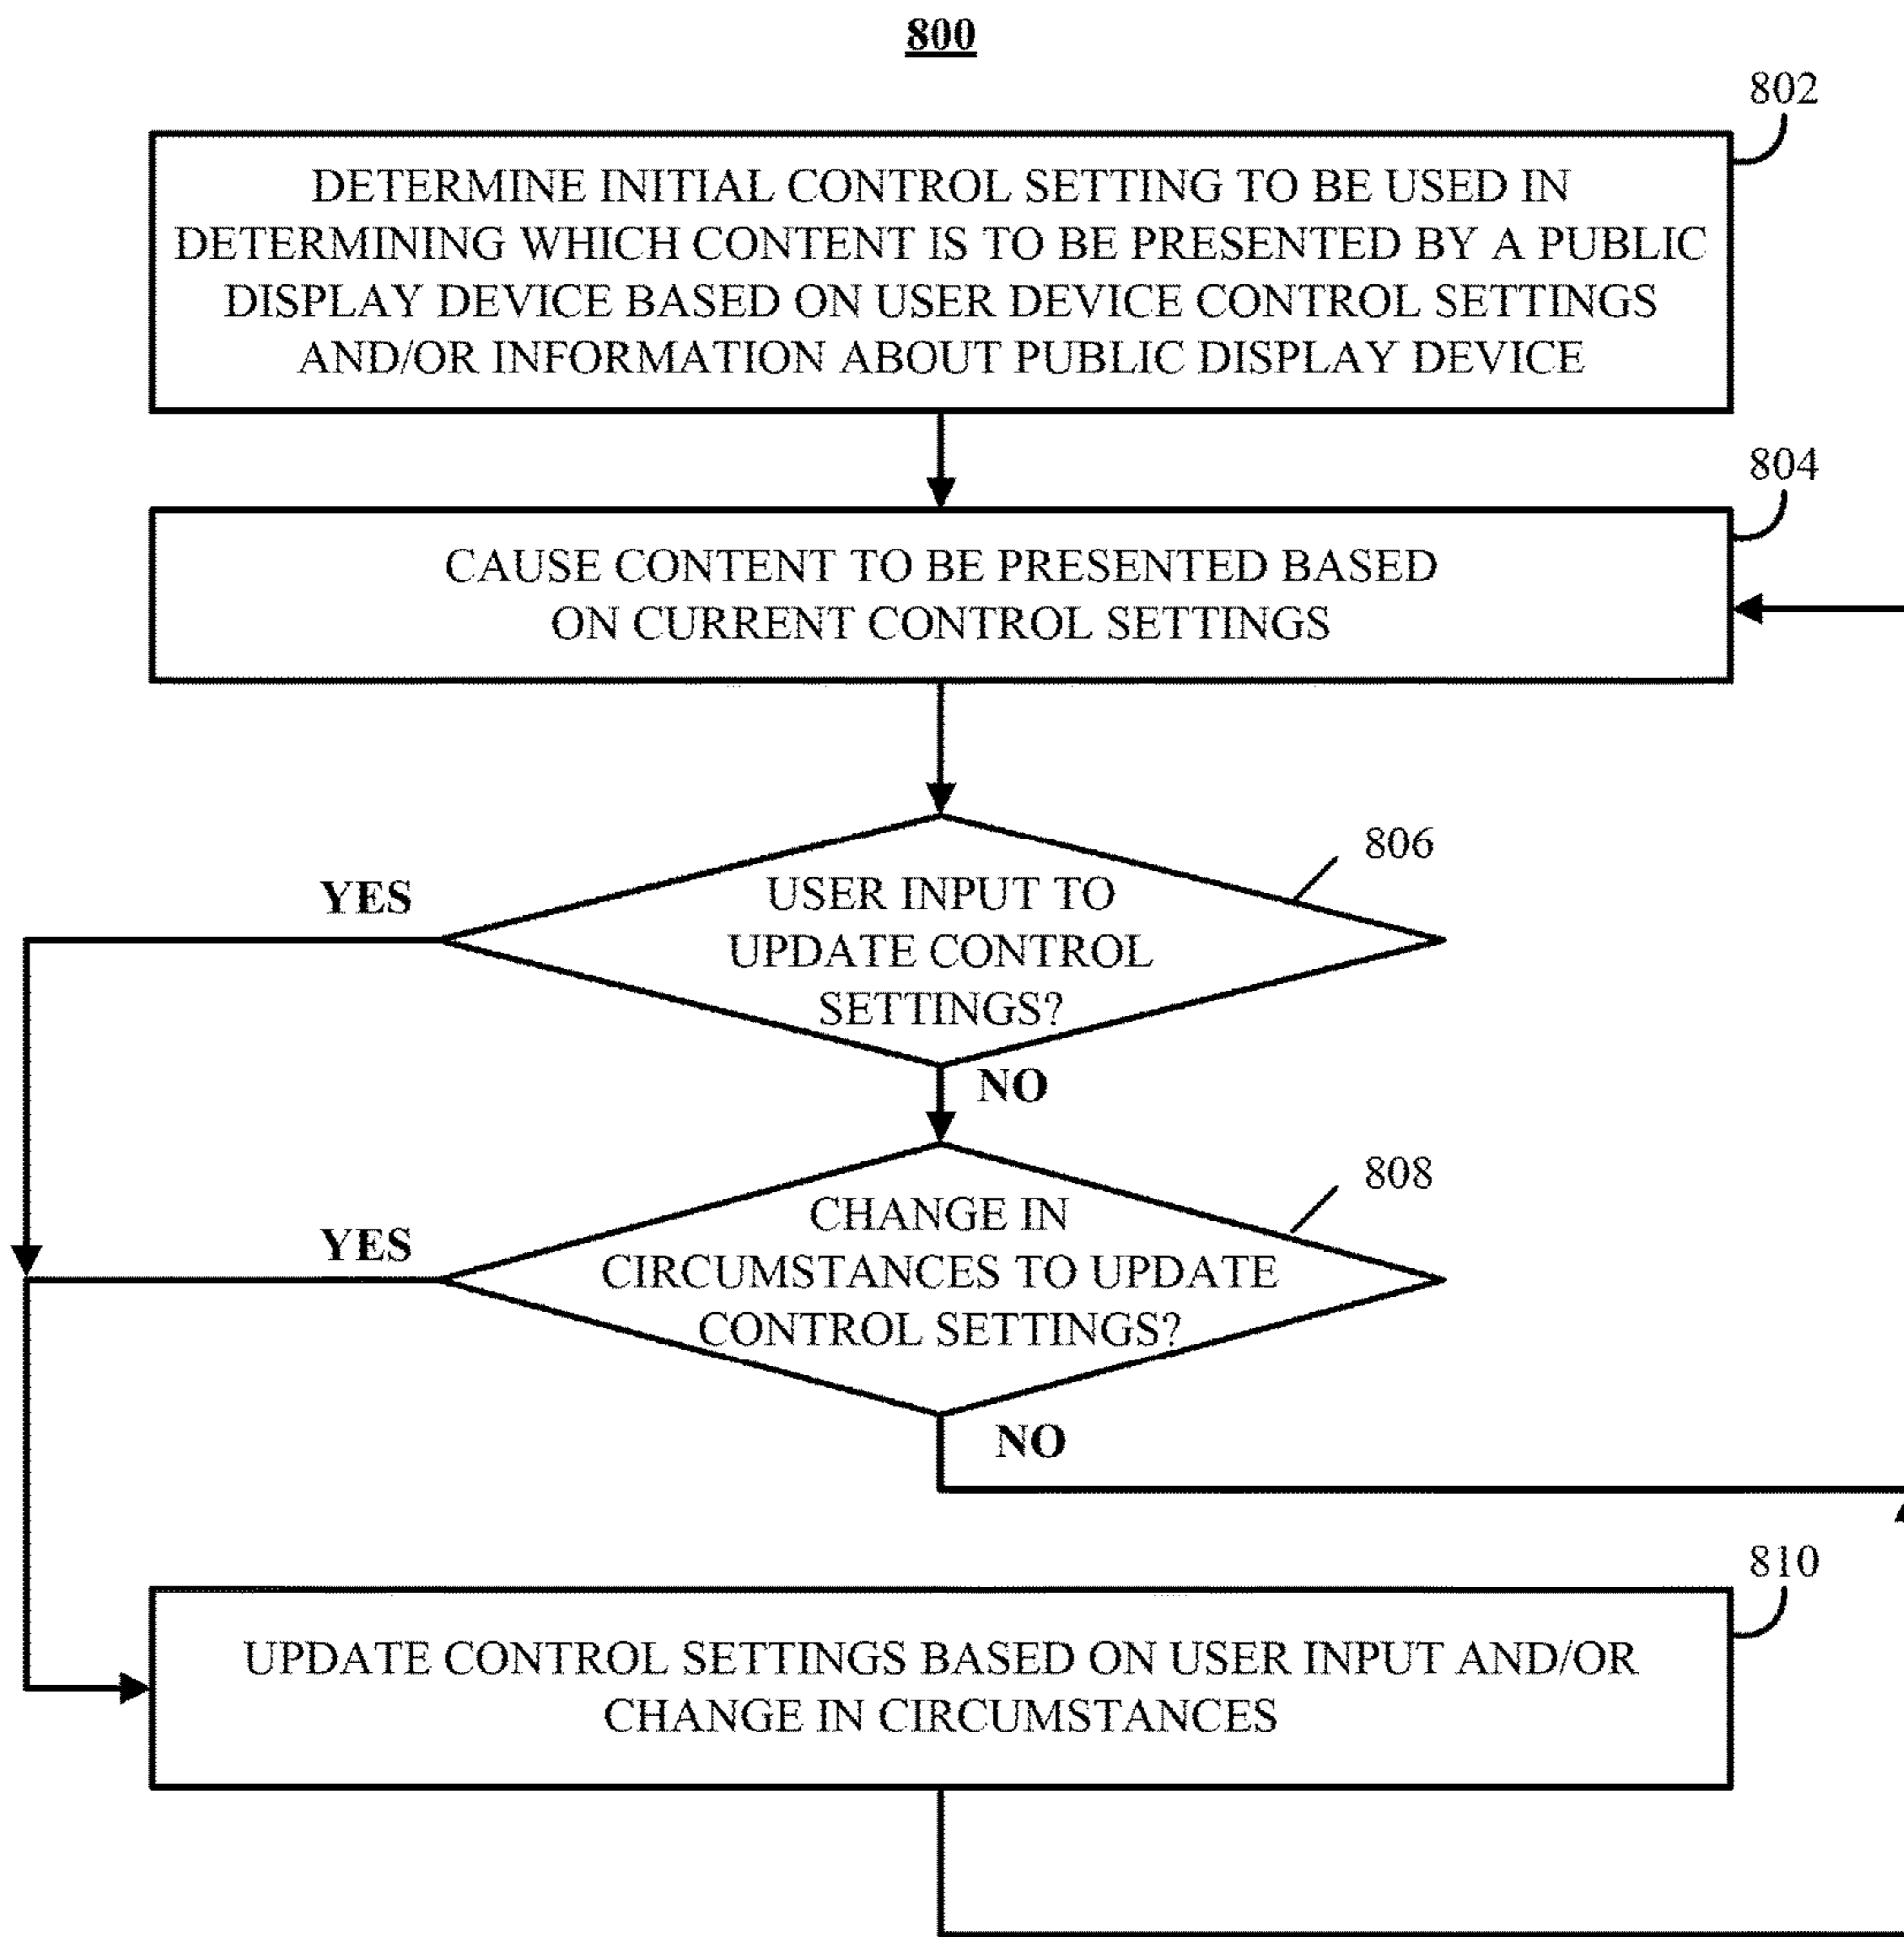 800
802
DETERMINE INITIAL CONTROL SETTING TO BE USED IN
DETERMINING WHICH CONTENT IS TO BE PRESENTED BY A PUBLIC
DISPLAY DEVICE BASED ON USER DEVICE CONTROL SETTINGS
AND/OR INFORMATION ABOUT PUBLIC DISPLAY DEVICE
804
CAUSE CONTENT TO BE PRESENTED BASED
ON CURRENT CONTROL SETTINGS
806
YES
USER INPUT TO
UPDATE CONTROL
SETTINGS?
NO
808
YES
CHANGE IN
CIRCUMSTANCES TO UPDATE
CONTROL SETTINGS?
NO
810
UPDATE CONTROL SETTINGS BASED ON USER INPUT AND/OR
CHANGE IN CIRCUMSTANCES